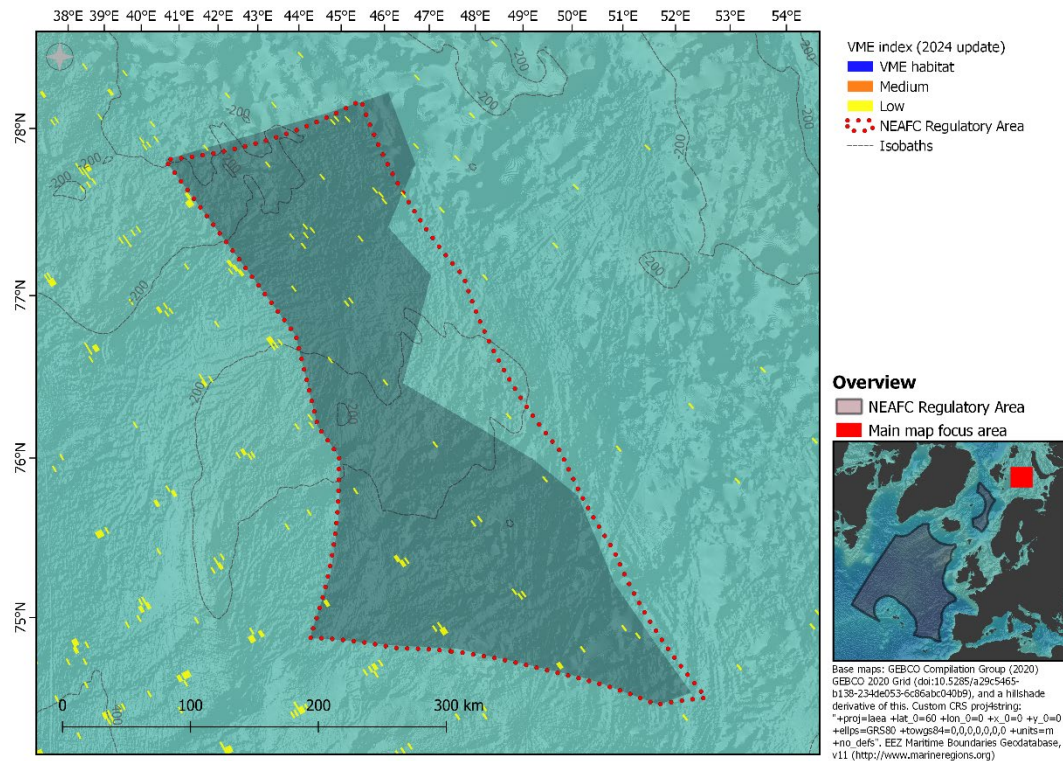 38°E 39°E 40°E 41°E 42°E 43°E 44°E 45°E 46°E 47°E 48°E 49°E 50°E 51°E 52°E 53°E 54°E
78°N
77°N
76°N
75°N
-200
-200
-200
-200
-200
-200
-200
-200
-200
-200
-200
0 100 200 300 km
VME index (2024 update)
VME habitat
Medium
Low
NEAFC Regulatory Area
Isobaths
Overview
NEAFC Regulatory Area
Main map focus area
Base maps: GEBCO Compilation Group (2020)
GEBCO 2020 Grid (doi:10.5285/a29c5465-
b138-234de053-6c86abc040b9), and a hillshade
derivative of this. Custom CRS proj4string:
"+proj=laea +lat_0=60 +lon_0=0 +x_0=0 +y_0=0
+ellps=GRS80 +towgs84=0,0,0,0,0,0,0 +units=m
+no_defs". EEZ Maritime Boundaries Geodatabase,
v11 (http://www.marineregions.org)